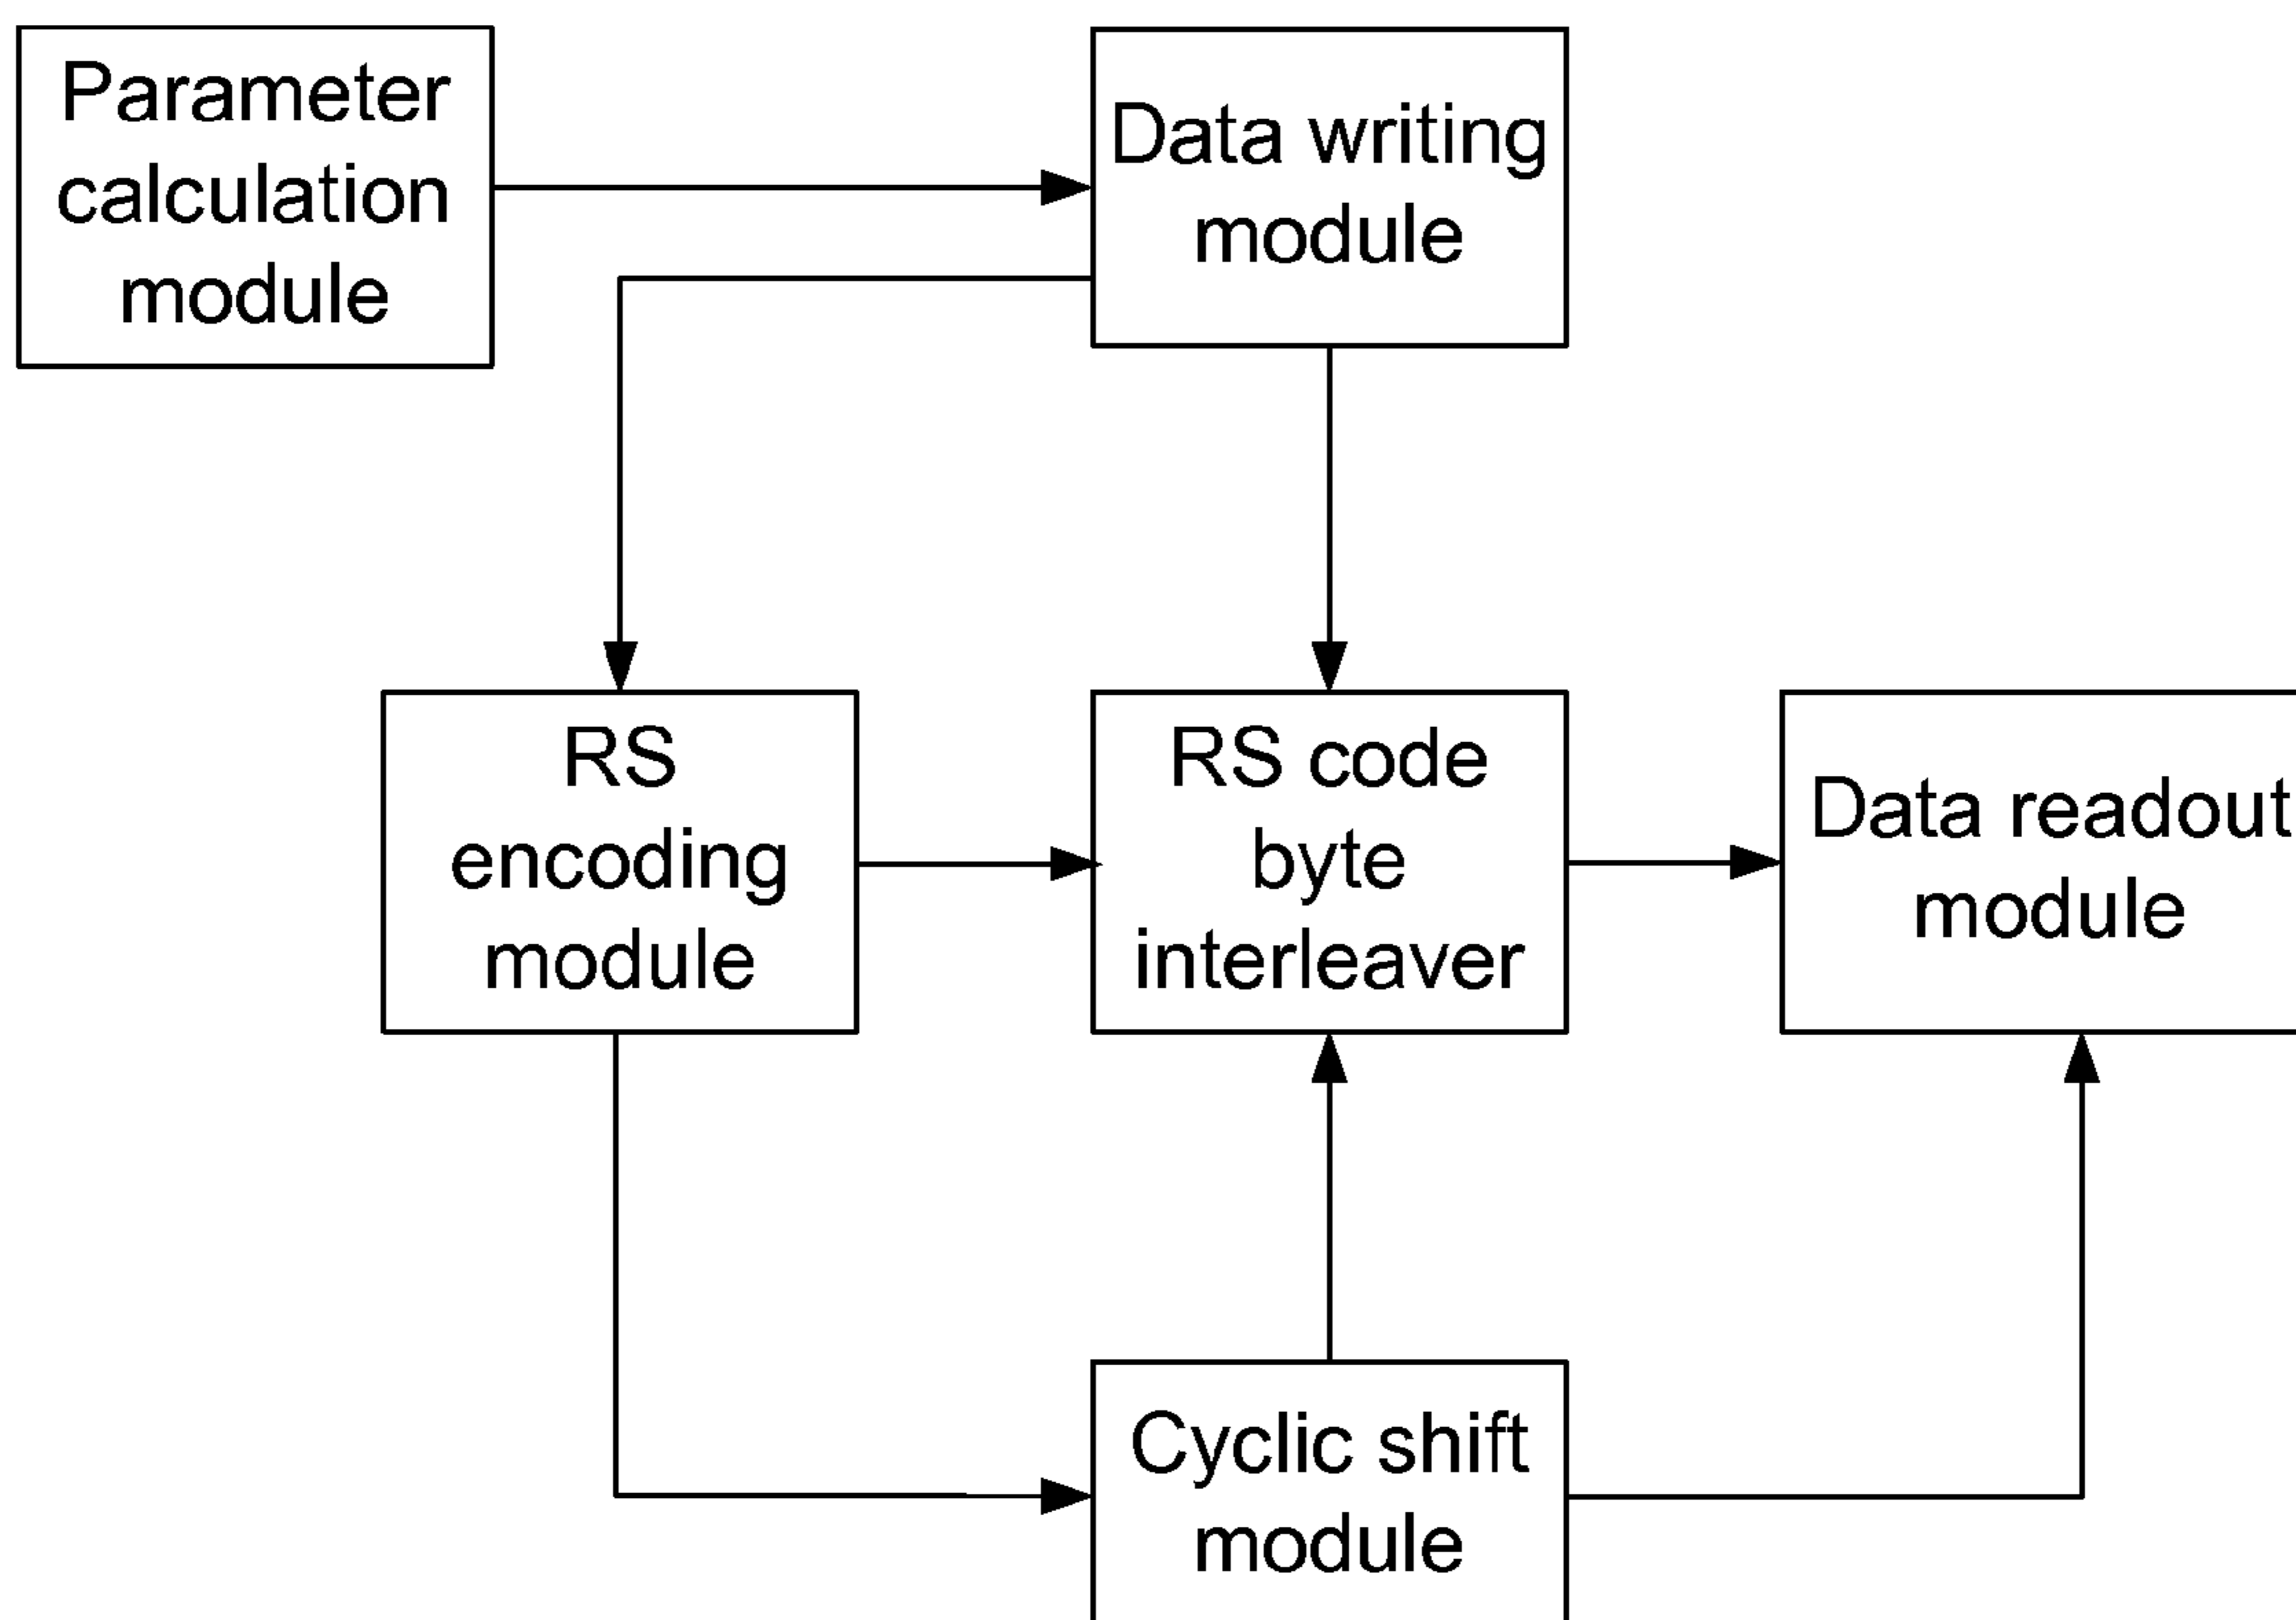 Parameter
calculation
module
Data writing
module
RS
encoding
module
RS code
byte
interleaver
Data readout
module
Cyclic shift
module